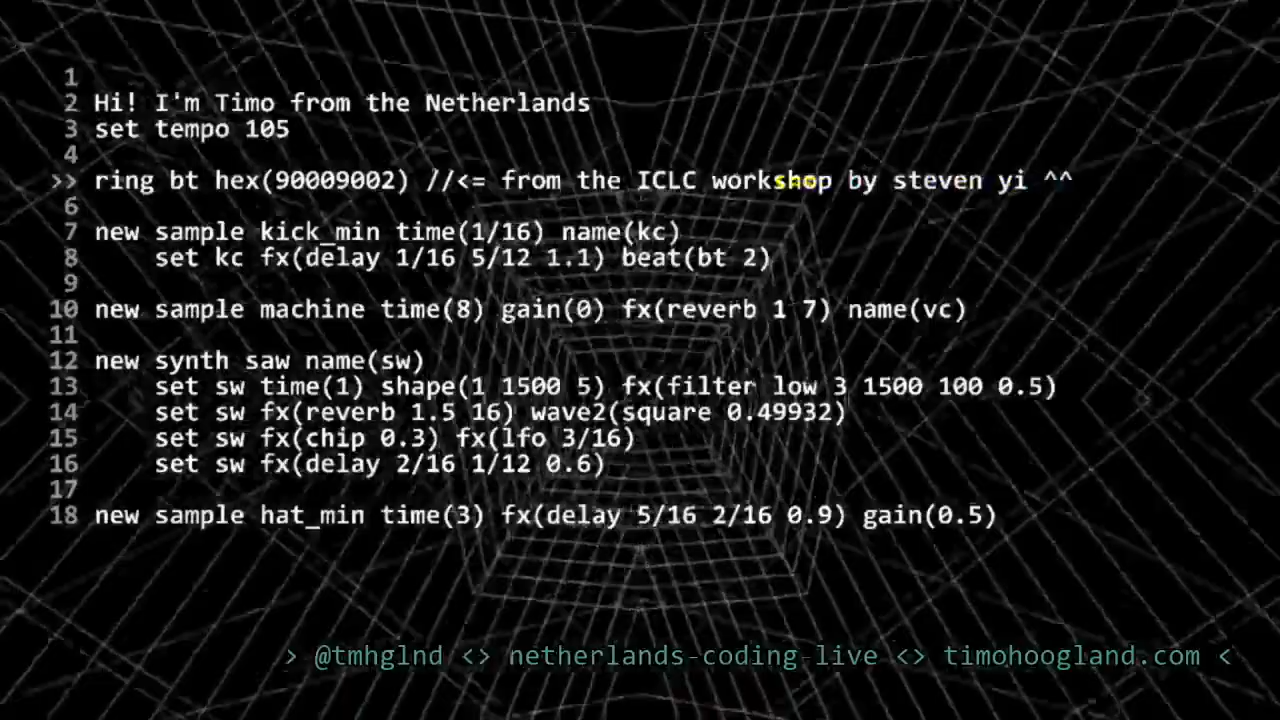 1
2 Hi! I'm Timo from the Netherlands
3 set tempo 105
4
>> ring bt hex(90009002) //<= from the ICLC workshop by steven yi ^^
6
7 new sample kick_min time(1/16) name(kc)
8     set kc fx(delay 1/16 5/12 1.1) beat(bt 2)
9
10 new sample machine time(8) gain(0) fx(reverb 1 7) name(vc)
11
12 new synth saw name(sw)
13     set sw time(1) shape(1 1500 5) fx(filter low 3 1500 100 0.5)
14     set sw fx(reverb 1.5 16) wave2(square 0.49932)
15     set sw fx(chip 0.3) fx(lfo 3/16)
16     set sw fx(delay 2/16 1/12 0.6)
17
18 new sample hat_min time(3) fx(delay 5/16 2/16 0.9) gain(0.5)
> @tmhglnd <> netherlands-coding-live <> timohoogland.com <